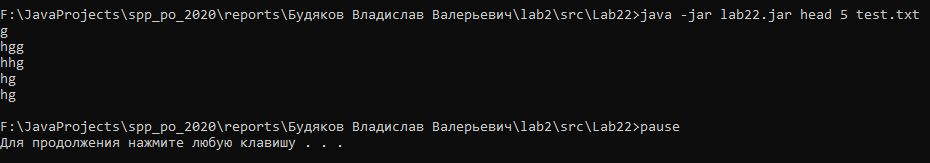 F:\JavaProjects\spp_po_2020\reports\Будяков Владислав Валерьевич\lab2\src\Lab22>java -jar lab22.jar head 5 test.txt
g
hgg
hhg
hg
hg
F:\JavaProjects\spp_po_2020\reports\Будяков Владислав Валерьевич\lab2\src\Lab22>pause
Для продолжения нажмите любую клавишу . . .